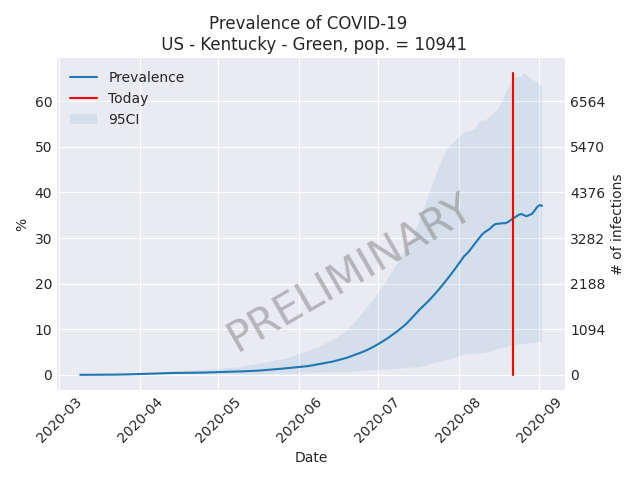 Prevalence of COVID-19
US - Kentucky - Green, pop. = 10941
Prevalence
Today
95CI
60
50
40
30
20
10
0
%
6564
5470
4376
3282
2188
1094
0
# of infections
PRELIMINARY
2020-03
2020-04
2020-05
2020-06
2020-07
2020-08
2020-09
Date